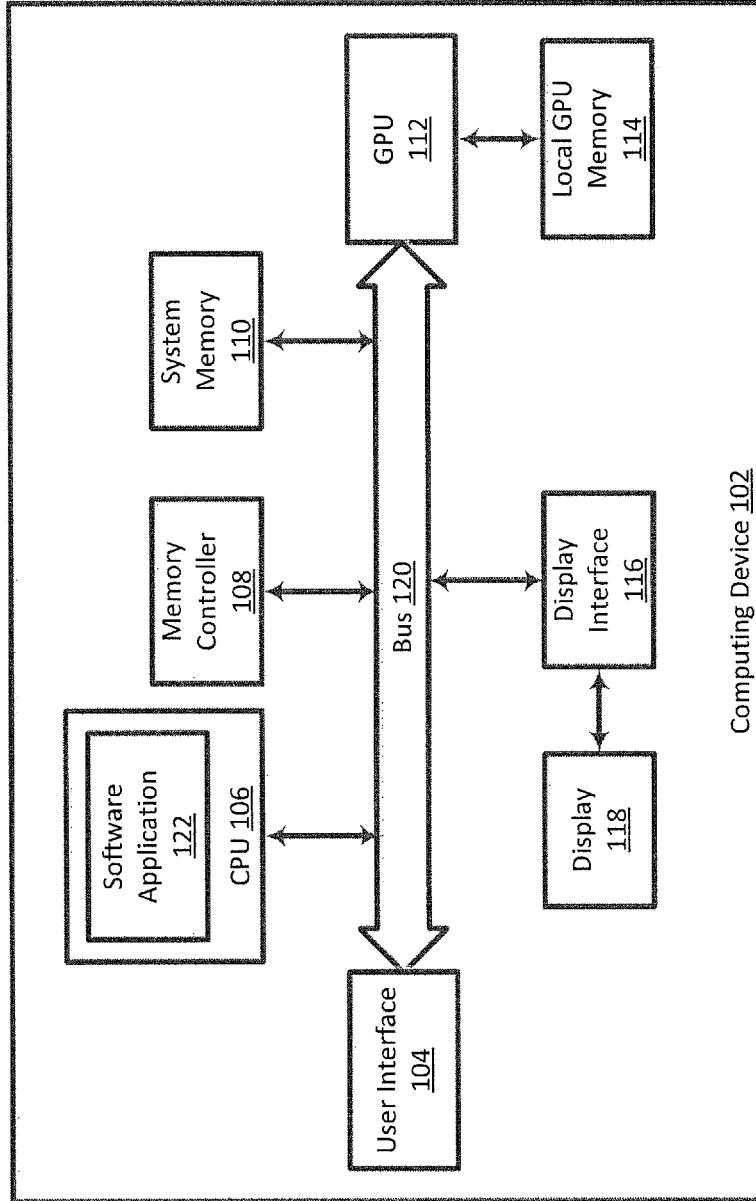 Software
Application
122
CPU 106
Memory
Controller
108
System
Memory
110
User Interface
104
Bus 120
GPU
112
Display
118
Display
Interface
116
Local GPU
Memory
114
Computing Device 102